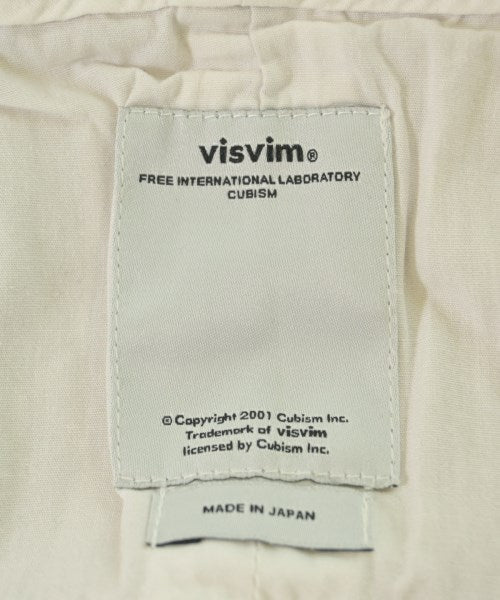 visvim®
FREE INTERNATIONAL LABORATORY
CUBISM
© Copyright 2001 Cubism Inc.
Trademark of visvim
licensed by Cubism Inc.
MADE IN JAPAN